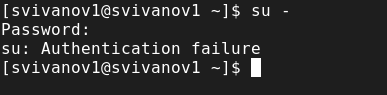 [svivanov1@svivanov1 ~]$ su -
Password:
su: Authentication failure
[svivanov1@svivanov1 ~]$